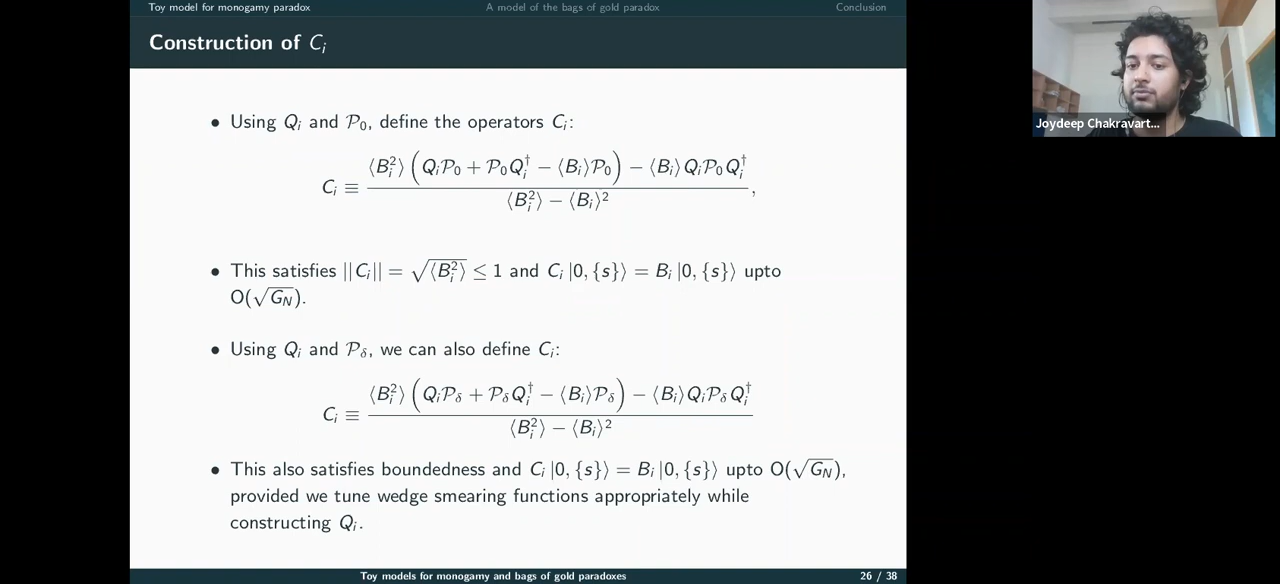 Toy model for monogamy paradox A model of the bags of gold paradox Conclusion
Construction of Cᵢ
• Using Qᵢ and 𝒫₀, define the operators Cᵢ:
Cᵢ ≡ (⟨Bᵢ²⟩ (Qᵢ𝒫₀ + 𝒫₀Qᵢ† − ⟨Bᵢ⟩𝒫₀) − ⟨Bᵢ⟩Qᵢ𝒫₀Qᵢ†) / (⟨Bᵢ²⟩ − ⟨Bᵢ⟩²),
• This satisfies ||Cᵢ|| = √⟨Bᵢ²⟩ ≤ 1 and Cᵢ |0, {s}⟩ = Bᵢ |0, {s}⟩ upto
O(√G_N).
• Using Qᵢ and 𝒫_δ, we can also define Cᵢ:
Cᵢ ≡ (⟨Bᵢ²⟩ (Qᵢ𝒫_δ + 𝒫_δQᵢ† − ⟨Bᵢ⟩𝒫_δ) − ⟨Bᵢ⟩Qᵢ𝒫_δQᵢ†) / (⟨Bᵢ²⟩ − ⟨Bᵢ⟩²)
• This also satisfies boundedness and Cᵢ |0, {s}⟩ = Bᵢ |0, {s}⟩ upto O(√G_N),
provided we tune wedge smearing functions appropriately while
constructing Qᵢ.
Toy models for monogamy and bags of gold paradoxes 26 / 38
Joydeep Chakravart...